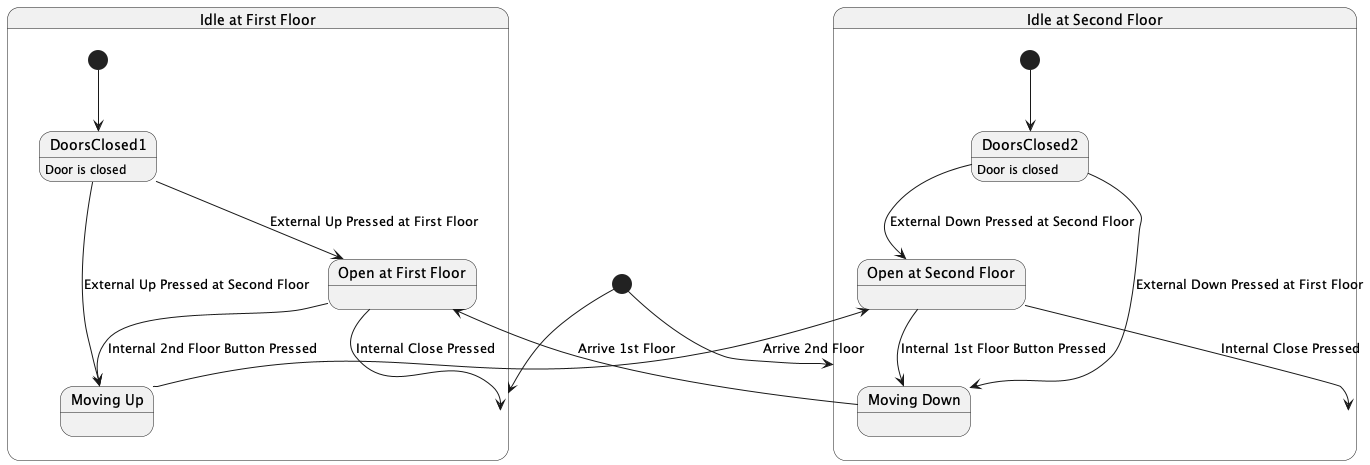 Idle at First Floor
Idle at Second Floor
DoorsClosed1
Door is closed
DoorsClosed2
Door is closed
External Up Pressed at First Floor
External Down Pressed at Second Floor
Open at First Floor
Open at Second Floor
External Up Pressed at Second Floor
External Down Pressed at First Floor
Internal 2nd Floor Button Pressed
Internal Close Pressed
Arrive 1st Floor
Arrive 2nd Floor
Internal 1st Floor Button Pressed
Internal Close Pressed
Moving Up
Moving Down